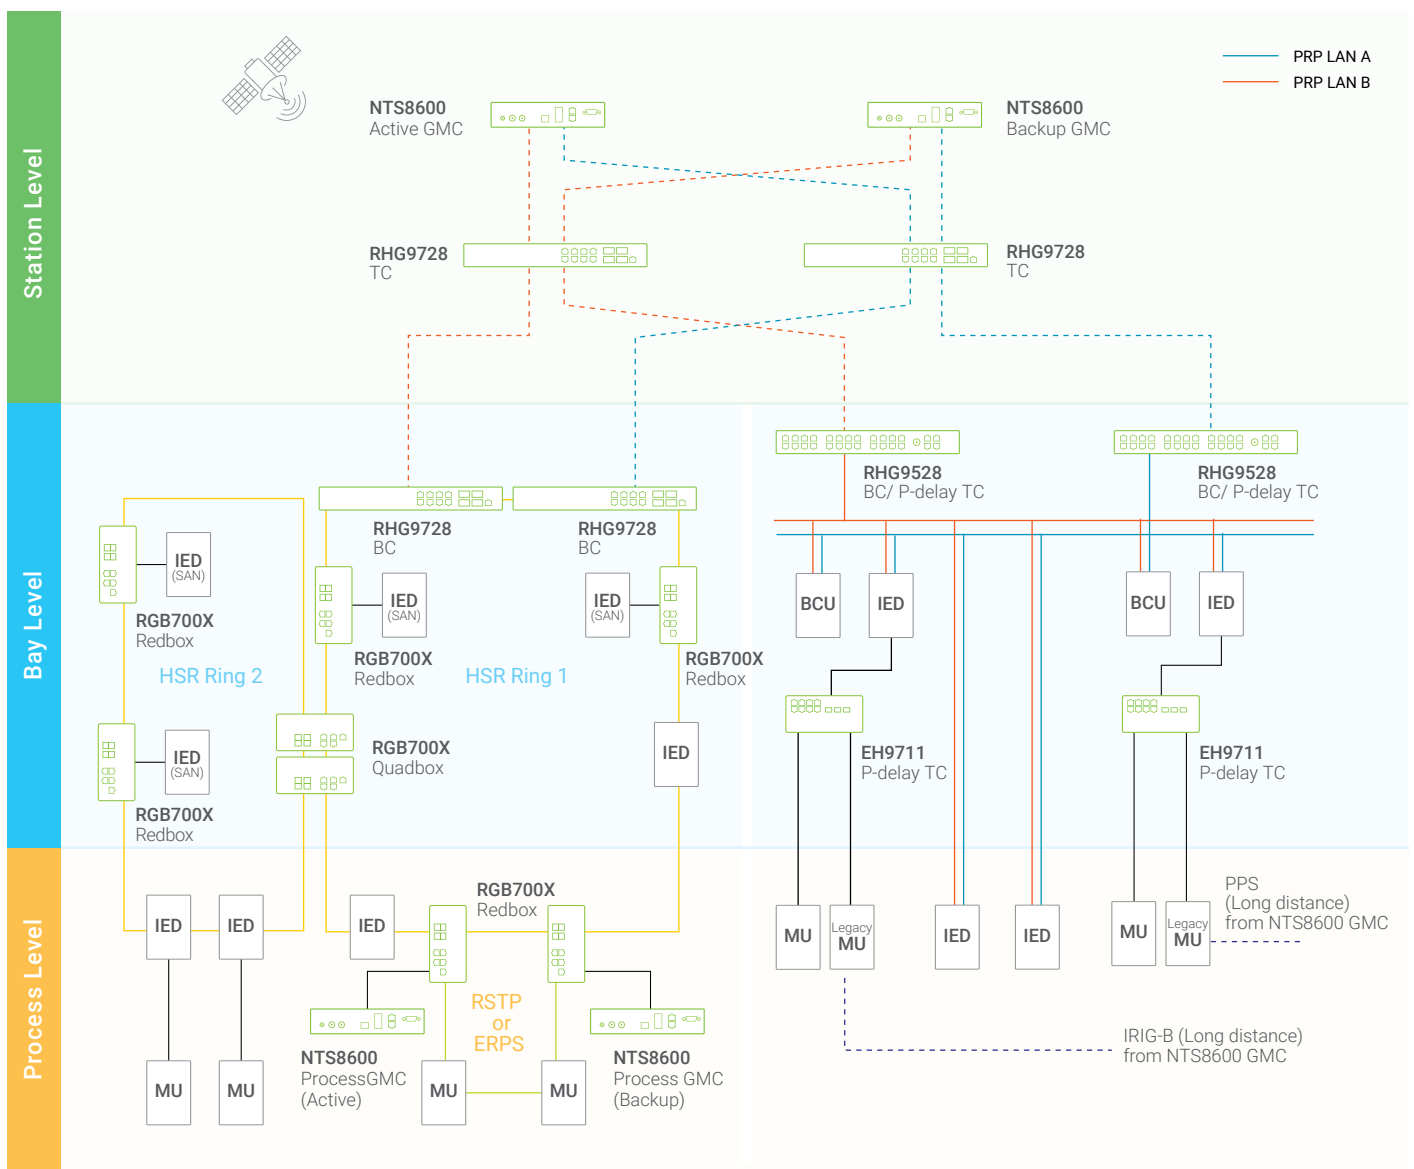 PRP LAN A
PRP LAN B
NTS8600
Active GMC
NTS8600
Backup GMC
Station Level
RHG9728
TC
RHG9728
TC
RHG9528
BC/ P-delay TC
RHG9528
BC/ P-delay TC
RHG9728
BC
RHG9728
BC
IED
(SAN)
RGB700X
Redbox
IED
(SAN)
IED
(SAN)
BCU
IED
BCU
IED
Bay Level
RGB700X
Redbox
RGB700X
Redbox
HSR Ring 2
HSR Ring 1
IED
(SAN)
RGB700X
Quadbox
IED
EH9711
P-delay TC
EH9711
P-delay TC
RGB700X
Redbox
Process Level
RGB700X
Redbox
IED
IED
IED
MU
Legacy
MU
IED
IED
MU
Legacy
MU
PPS
(Long distance)
from NTS8600 GMC
RSTP
or
ERPS
NTS8600
ProcessGMC
(Active)
NTS8600
Process GMC
(Backup)
MU
MU
MU
MU
IRIG-B (Long distance)
from NTS8600 GMC